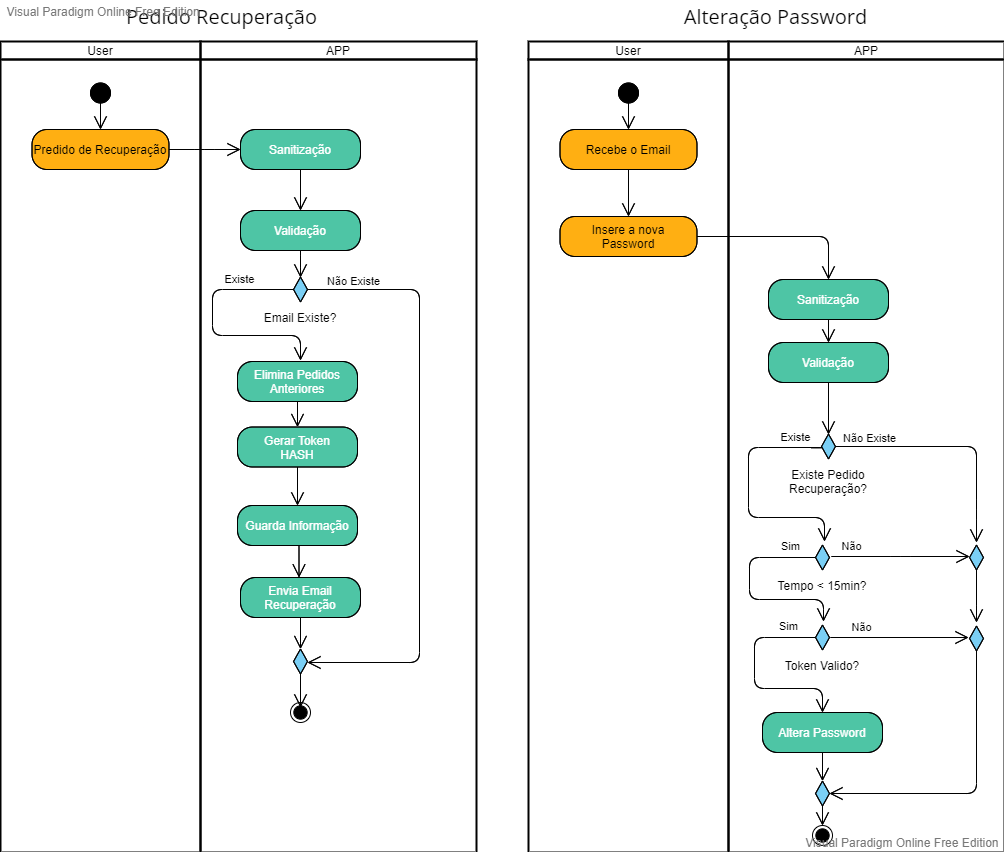 Visual Paradigm Online Free Edition
Pedido Recuperação
User
APP
Predido de Recuperação
Sanitização
Validação
Existe
Não Existe
Email Existe?
Elimina Pedidos
Anteriores
Gerar Token
HASH
Guarda Informação
Envia Email
Recuperação
Alteração Password
User
APP
Recebe o Email
Insere a nova
Password
Sanitização
Validação
Existe
Não Existe
Existe Pedido
Recuperação?
Sim
Não
Tempo < 15min?
Sim
Não
Token Valido?
Altera Password
Visual Paradigm Online Free Edition